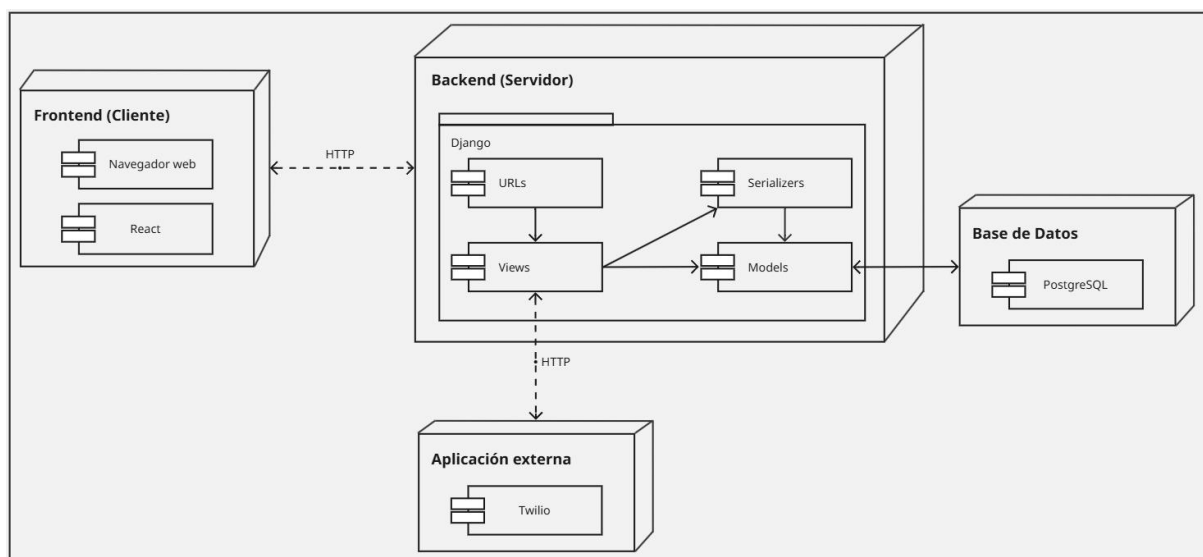 Frontend (Cliente)
Navegador web
React
HTTP
Backend (Servidor)
Django
URLs
Serializers
Views
Models
Base de Datos
PostgreSQL
HTTP
Aplicación externa
Twilio